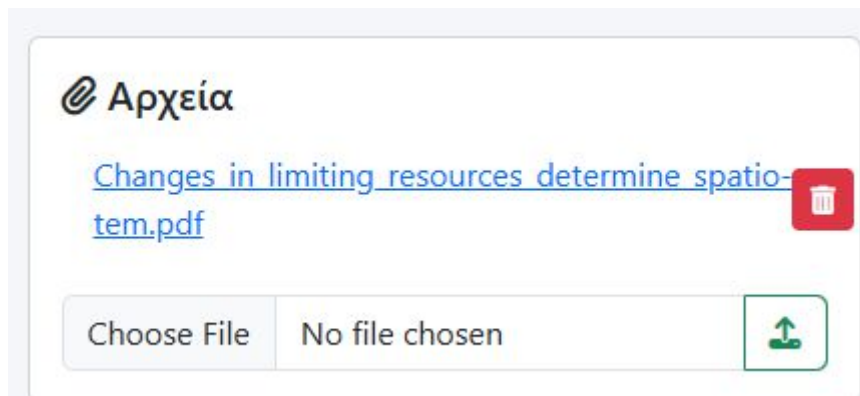 Αρχεία
Changes_in_limiting_resources_determine_spatio-
tem.pdf
Choose File No file chosen